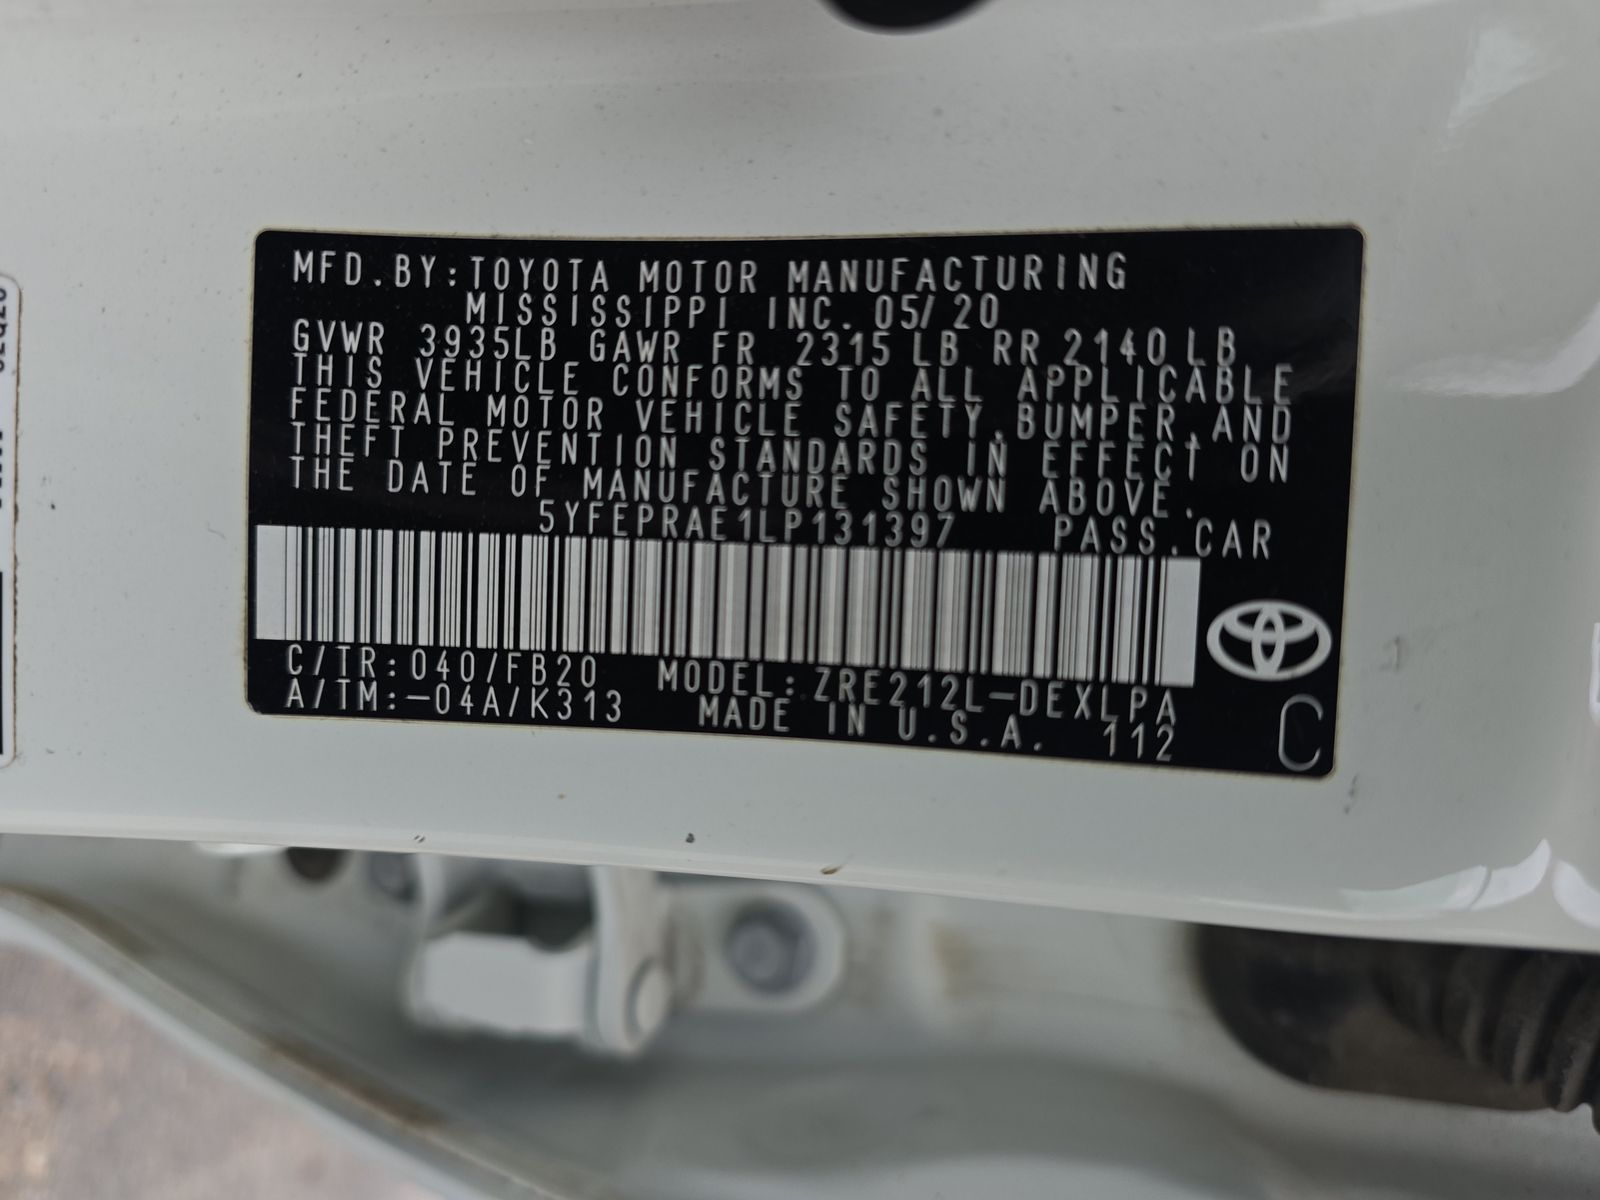 MFD.BY:TOYOTA MOTOR MANUFACTURING
MISSISSIPPI INC. 05/20
GVWR 3935LB GAWR FR 2315 LB RR 2140 LB
THIS VEHICLE CONFORMS TO ALL APPLICABLE
FEDERAL MOTOR VEHICLE SAFETY,BUMPER,AND
THEFT PREVENTION STANDARDS IN EFFECT ON
THE DATE OF MANUFACTURE SHOWN ABOVE.
5YFEPRAE1LP131397 PASS.CAR
C/TR:040/FB20 MODEL:ZRE212L-DEXLPA
A/TM:-04A/K313 MADE IN U.S.A. 112
C